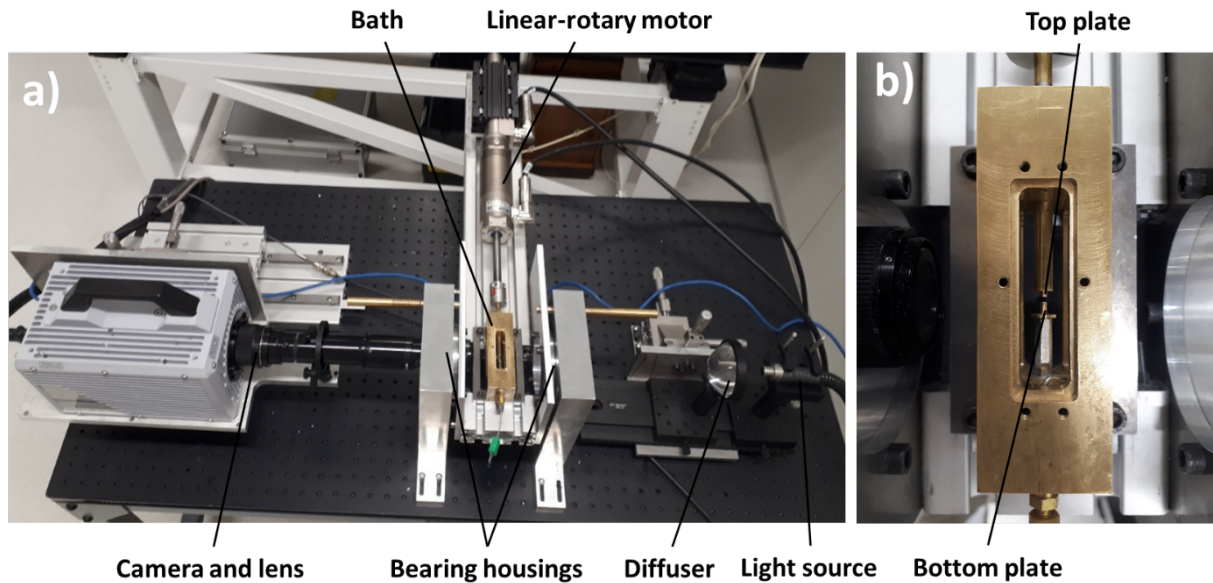 Bath
Linear-rotary motor
Top plate
a)
b)
Camera and lens
Bearing housings
Diffuser
Light source
Bottom plate